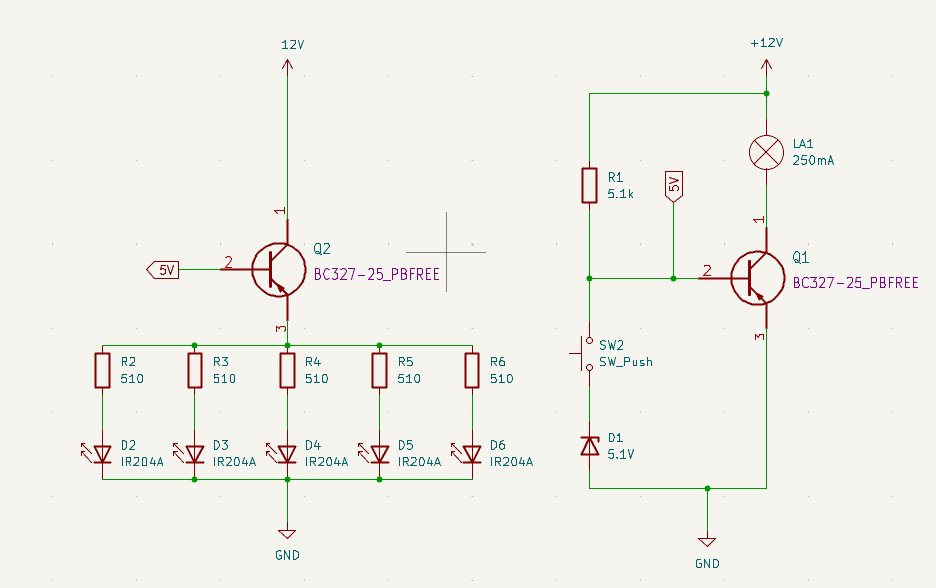 12V
+12V
LA1
250mA
R1
5.1k
5V
1
1
Q2
BC327-25_PBFREE
5V
2
3
Q1
BC327-25_PBFREE
2
3
SW2
SW_Push
R2
510
R3
510
R4
510
R5
510
R6
510
D2
IR204A
D3
IR204A
D4
IR204A
D5
IR204A
D6
IR204A
D1
5.1V
GND
GND